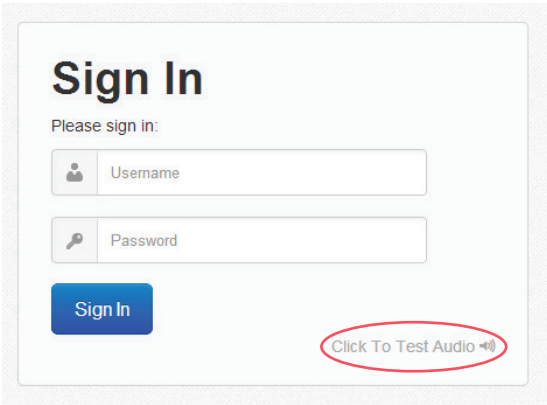 Sign In
Please sign in:
Username
Password
Sign In
Click To Test Audio